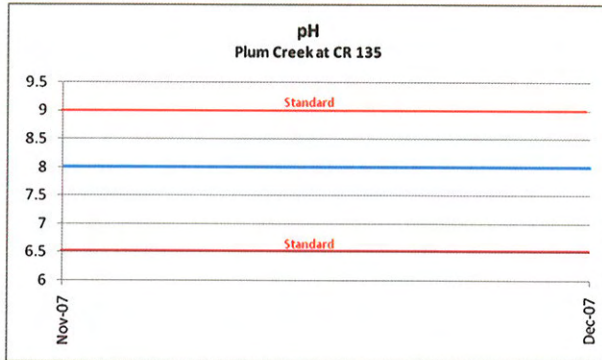 pH
Plum Creek at CR 135
9.5
9
8.5
8
7.5
7
6.5
6
Standard
Standard
Nov-07
Dec-07